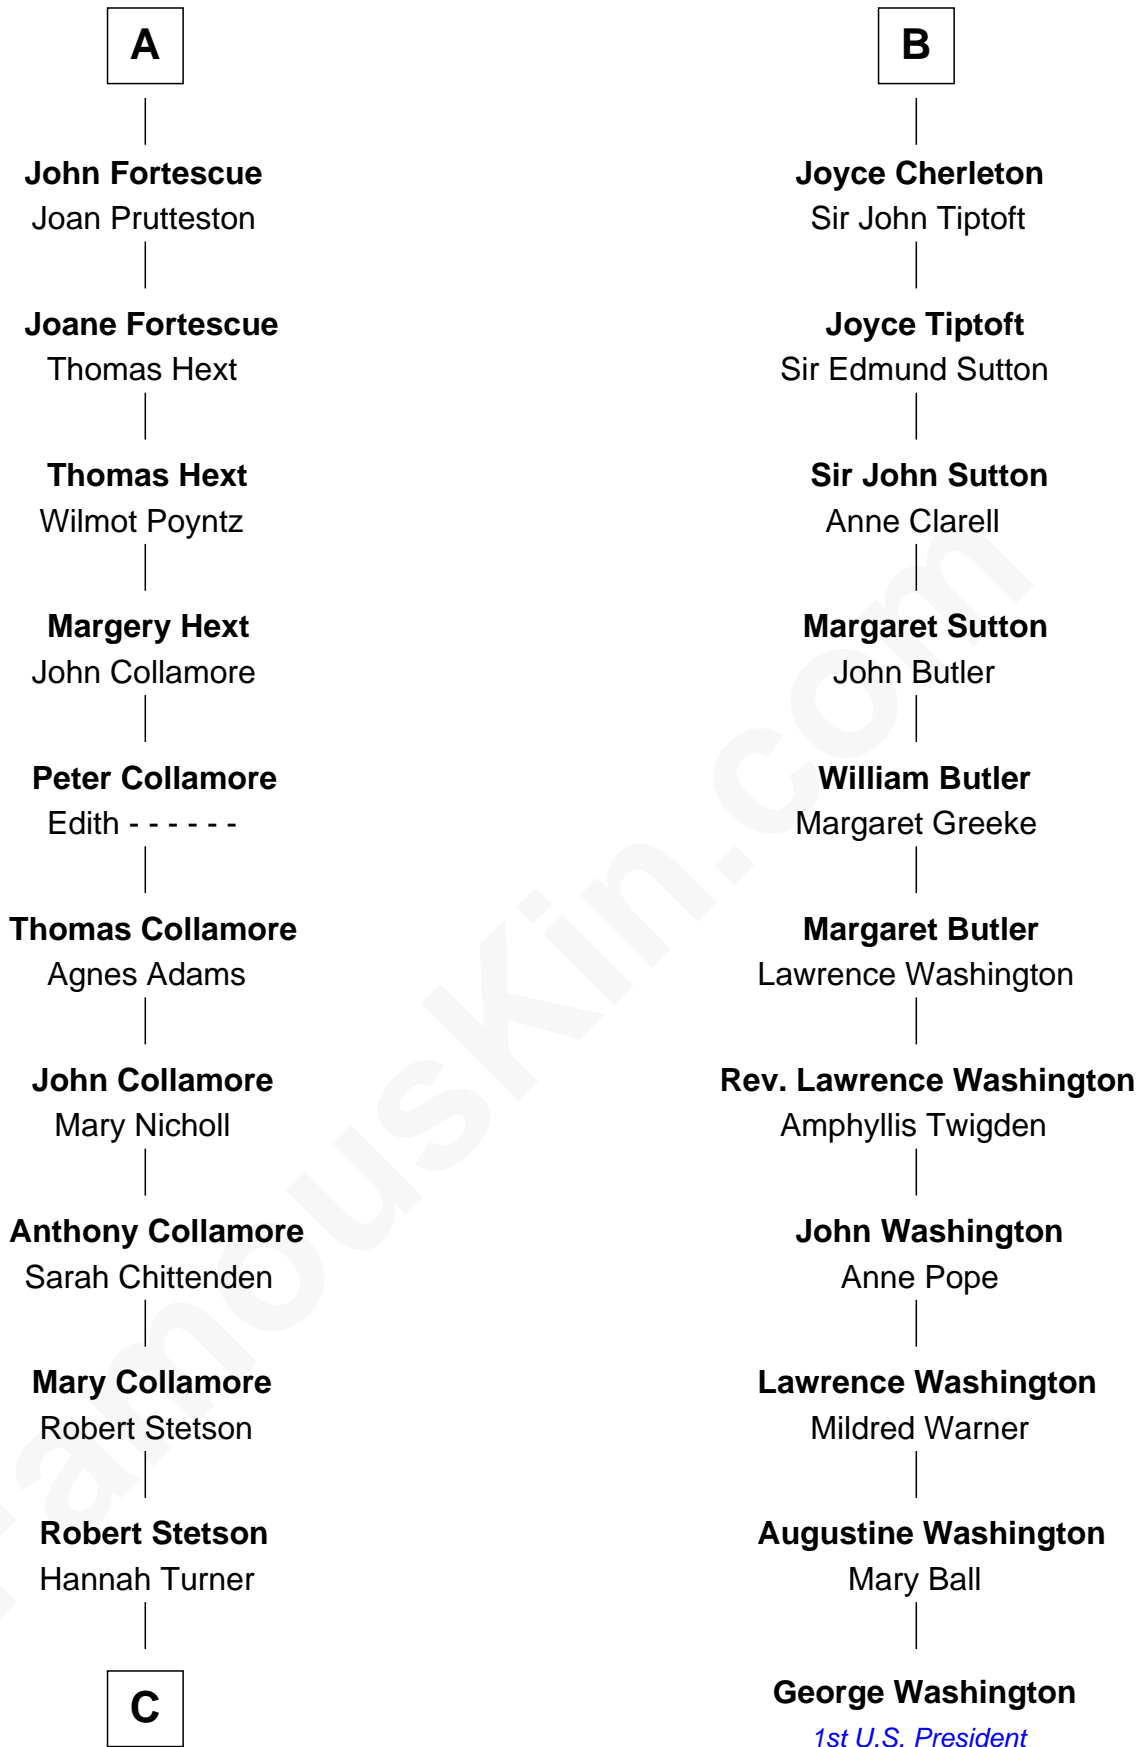 A
John Fortescue
Joan Prutteston
Joane Fortescue
Thomas Hext
Thomas Hext
Wilmot Poyntz
Margery Hext
John Collamore
Peter Collamore
Edith - - - - - -
Thomas Collamore
Agnes Adams
John Collamore
Mary Nicholl
Anthony Collamore
Sarah Chittenden
Mary Collamore
Robert Stetson
Robert Stetson
Hannah Turner
C
B
Joyce Cherleton
Sir John Tiptoft
Joyce Tiptoft
Sir Edmund Sutton
Sir John Sutton
Anne Clarell
Margaret Sutton
John Butler
William Butler
Margaret Greeke
Margaret Butler
Lawrence Washington
Rev. Lawrence Washington
Amphyllis Twigden
John Washington
Anne Pope
Lawrence Washington
Mildred Warner
Augustine Washington
Mary Ball
George Washington
1st U.S. President
FamousKin.com